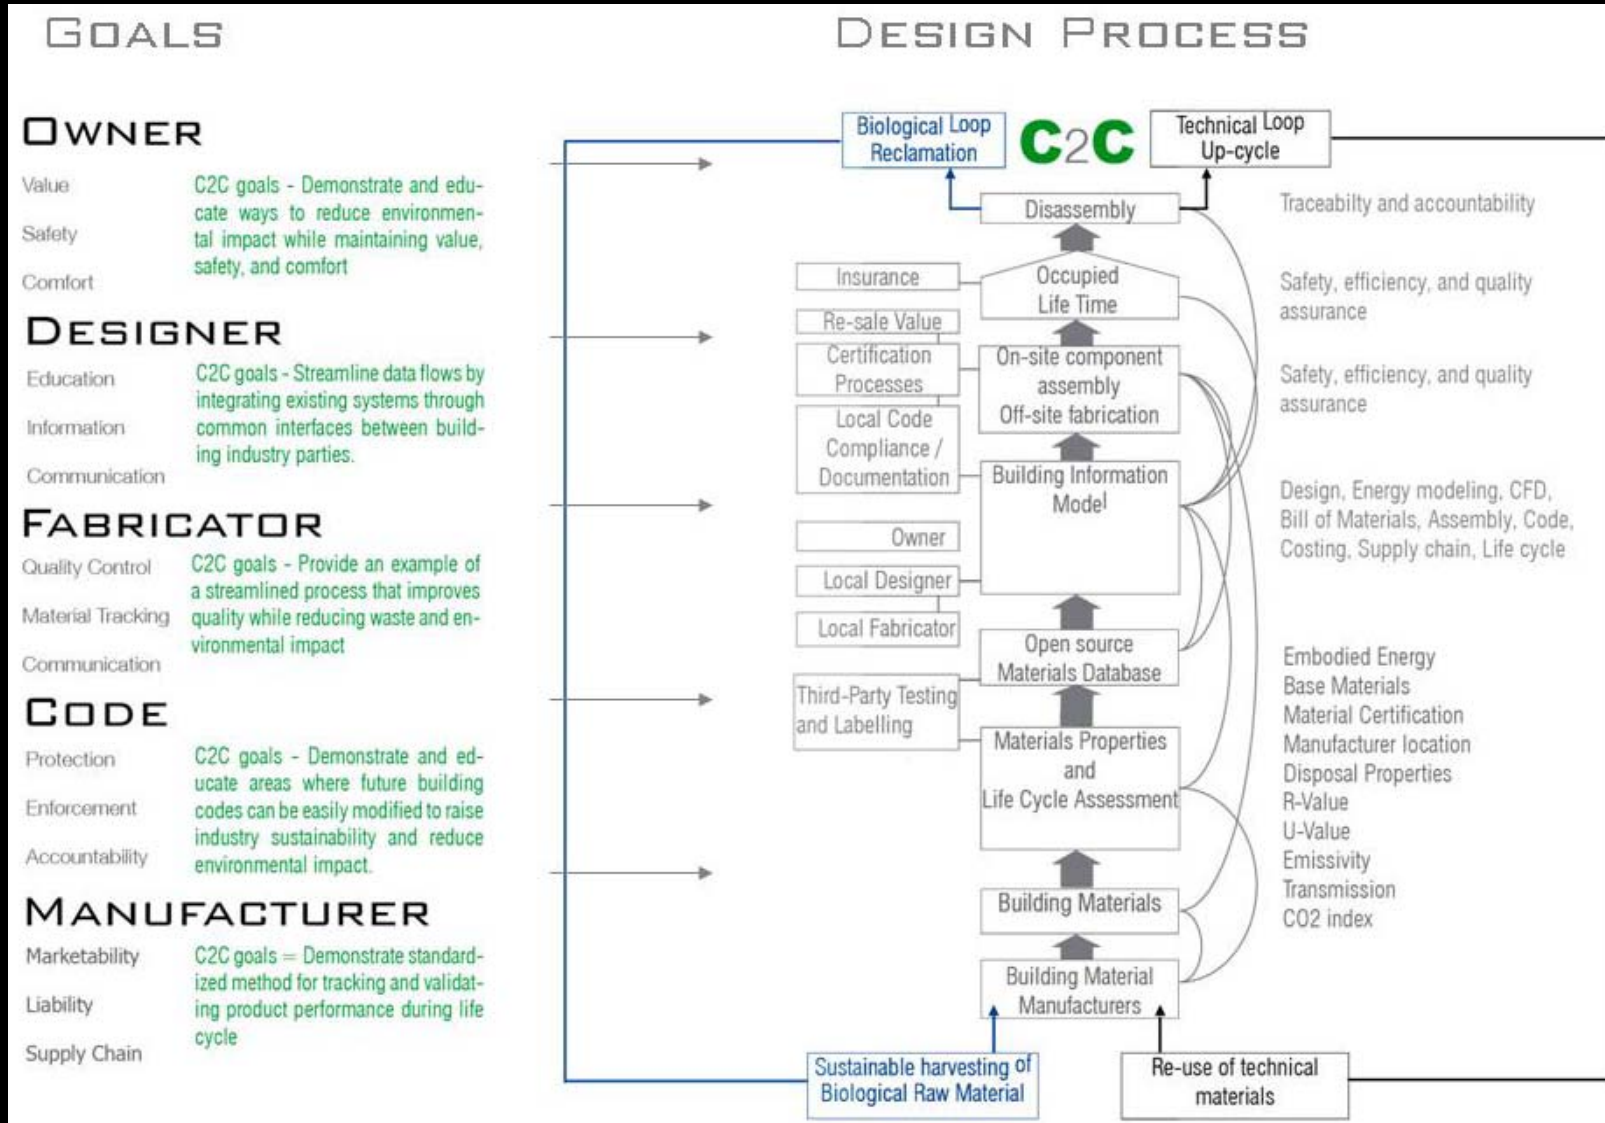 GOALS
DESIGN PROCESS
OWNER
Value
Safety
Comfort
C2C goals - Demonstrate and edu-
cate ways to reduce environmen-
tal impact while maintaining value,
safety, and comfort
DESIGNER
Education
Information
Communication
C2C goals - Streamline data flows by
integrating existing systems through
common interfaces between build-
ing industry parties.
FABRICATOR
Quality Control
Material Tracking
Communication
C2C goals - Provide an example of
a streamlined process that improves
quality while reducing waste and en-
vironmental impact
CODE
Protection
Enforcement
Accountability
C2C goals - Demonstrate and ed-
ucate areas where future building
codes can be easily modified to raise
industry sustainability and reduce
environmental impact.
MANUFACTURER
Marketability
Liability
Supply Chain
C2C goals = Demonstrate standard-
ized method for tracking and validat-
ing product performance during life
cycle
Biological Loop
Reclamation
C2C
Technical Loop
Up-cycle
Disassembly
Occupied
Life Time
On-site component
assembly
Off-site fabrication
Building Information
Model
Open source
Materials Database
Materials Properties
and
Life Cycle Assessment
Building Materials
Building Material
Manufacturers
Insurance
Re-sale Value
Certification
Processes
Local Code
Compliance /
Documentation
Owner
Local Designer
Local Fabricator
Third-Party Testing
and Labelling
Sustainable harvesting of
Biological Raw Material
Re-use of technical
materials
Traceabilty and accountability
Safety, efficiency, and quality
assurance
Safety, efficiency, and quality
assurance
Design, Energy modeling, CFD,
Bill of Materials, Assembly, Code,
Costing, Supply chain, Life cycle
Embodied Energy
Base Materials
Material Certification
Manufacturer location
Disposal Properties
R-Value
U-Value
Emissivity
Transmission
CO2 index